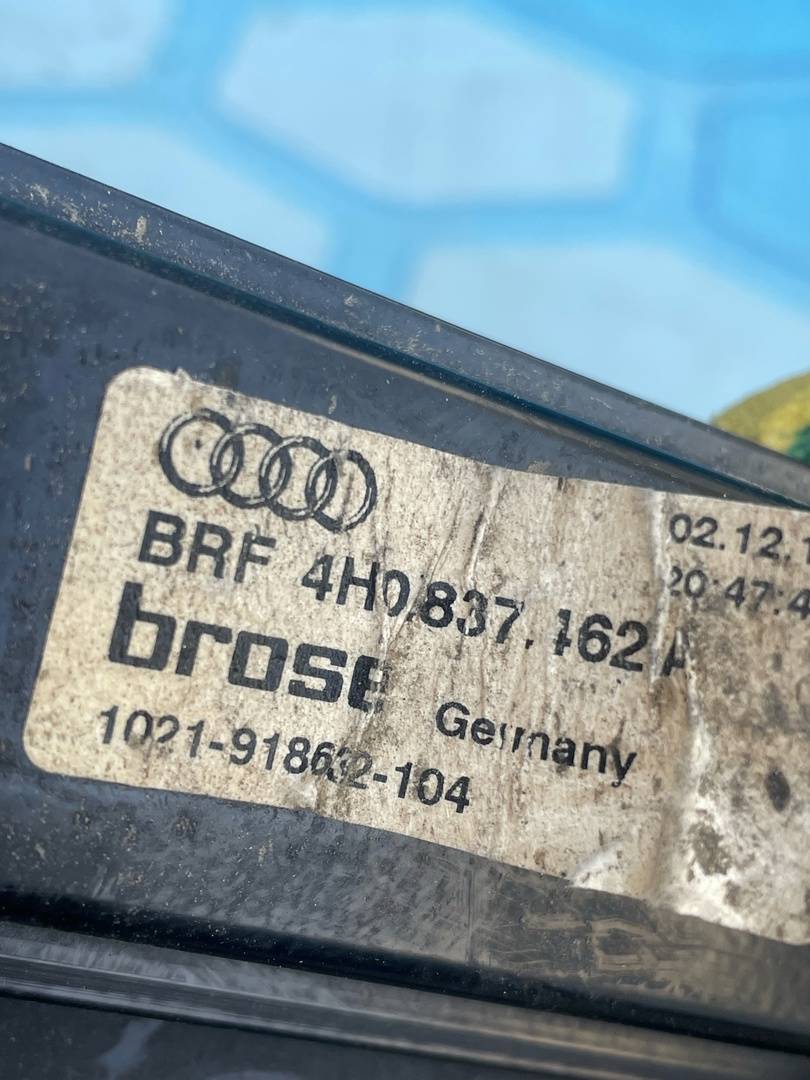 02.12.1
20:47:4
BRF 4H0.837.462 A
brose
Germany
1021-918632-104